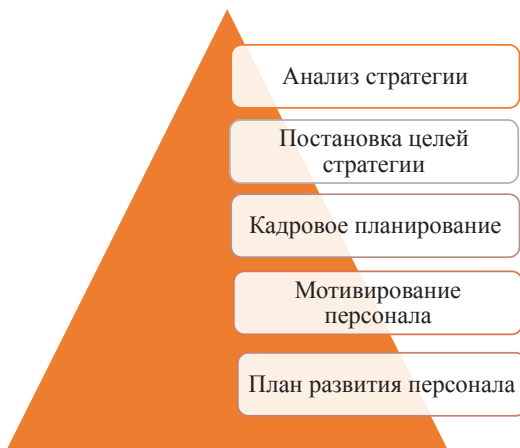 Анализ стратегии
Постановка целей
стратегии
Кадровое планирование
Мотивирование
персонала
План развития персонала